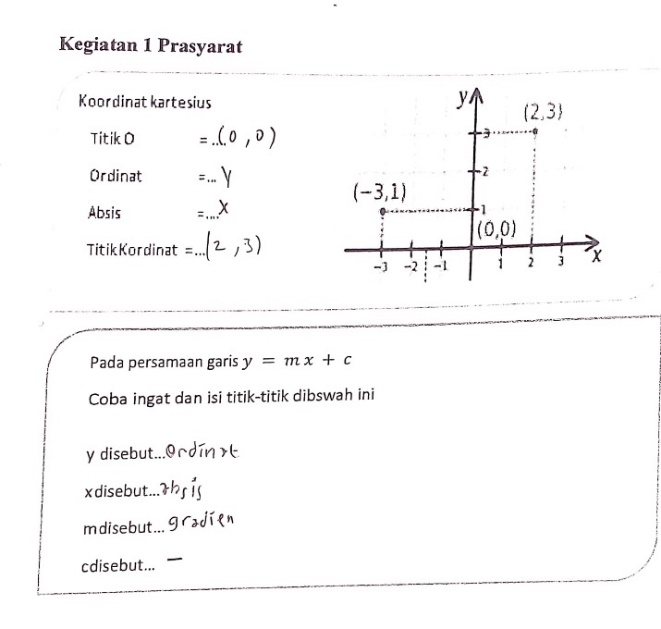 Kegiatan 1 Prasyarat
Koordinat kartesius
Titik O = ..(0 , 0)
Ordinat =... Y
Absis =....X
TitikKordinat =...(2 , 3)
y
(2,3)
3
2
(-3,1)
1
(0,0)
-3 -2 -1 1 2 3 X
Pada persamaan garis y = mx + c
Coba ingat dan isi titik-titik dibswah ini
y disebut...Ordinat
xdisebut...absis
mdisebut... gradien
cdisebut... –